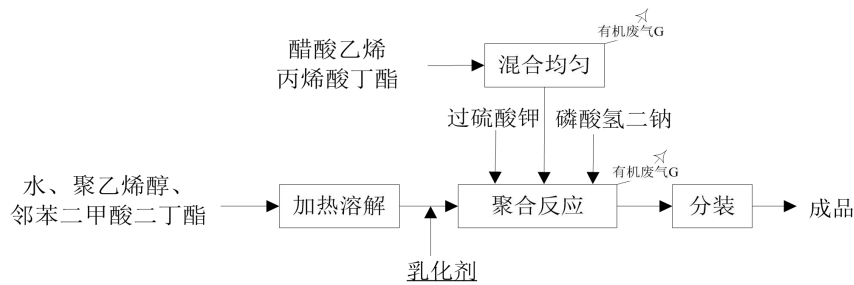 有机废气G
醋酸乙烯
丙烯酸丁酯
混合均匀
过硫酸钾
磷酸氢二钠
有机废气G
水、聚乙烯醇、
邻苯二甲酸二丁酯
加热溶解
聚合反应
分装
成品
乳化剂